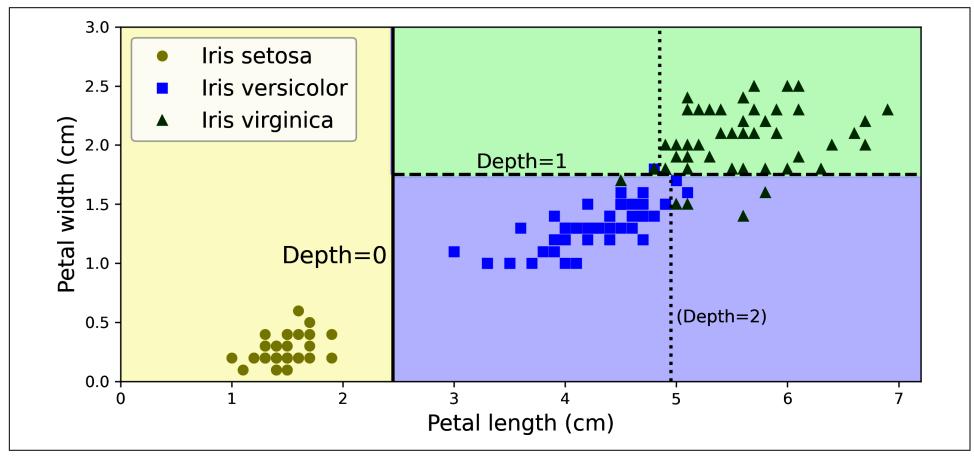 3.0
Iris setosa
2.5
Iris versicolor
Iris virginica
2.0
Depth=1
Petal width (cm)
1.5
Depth=0
1.0
0.5
(Depth=2)
0.0
0 1 2 3 4 5 6 7
Petal length (cm)